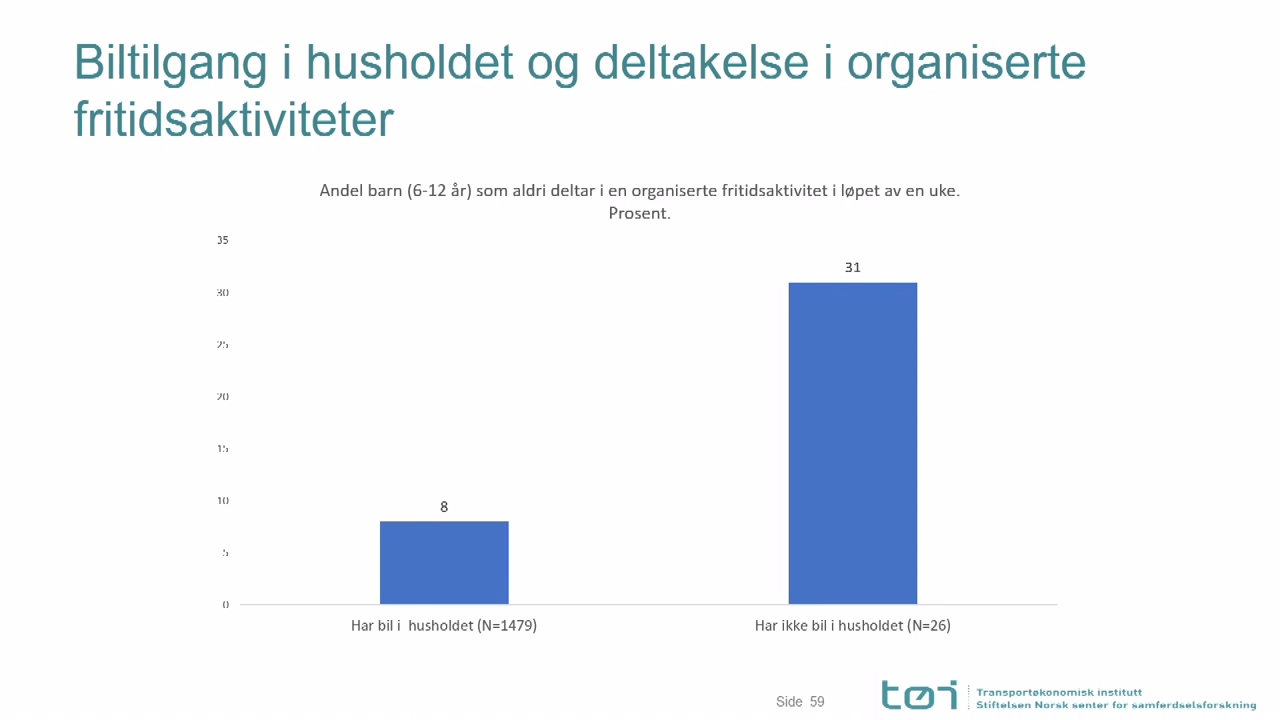 Biltilgang i husholdet og deltakelse i organiserte
fritidsaktiviteter
Andel barn (6-12 år) som aldri deltar i en organiserte fritidsaktivitet i løpet av en uke.
Prosent.
35
30
25
20
15
10
5
0
8
31
Har bil i husholdet (N=1479)
Har ikke bil i husholdet (N=26)
Side 59
tøi
Transportøkonomisk institutt
Stiftelsen Norsk senter for samferdselsforskning